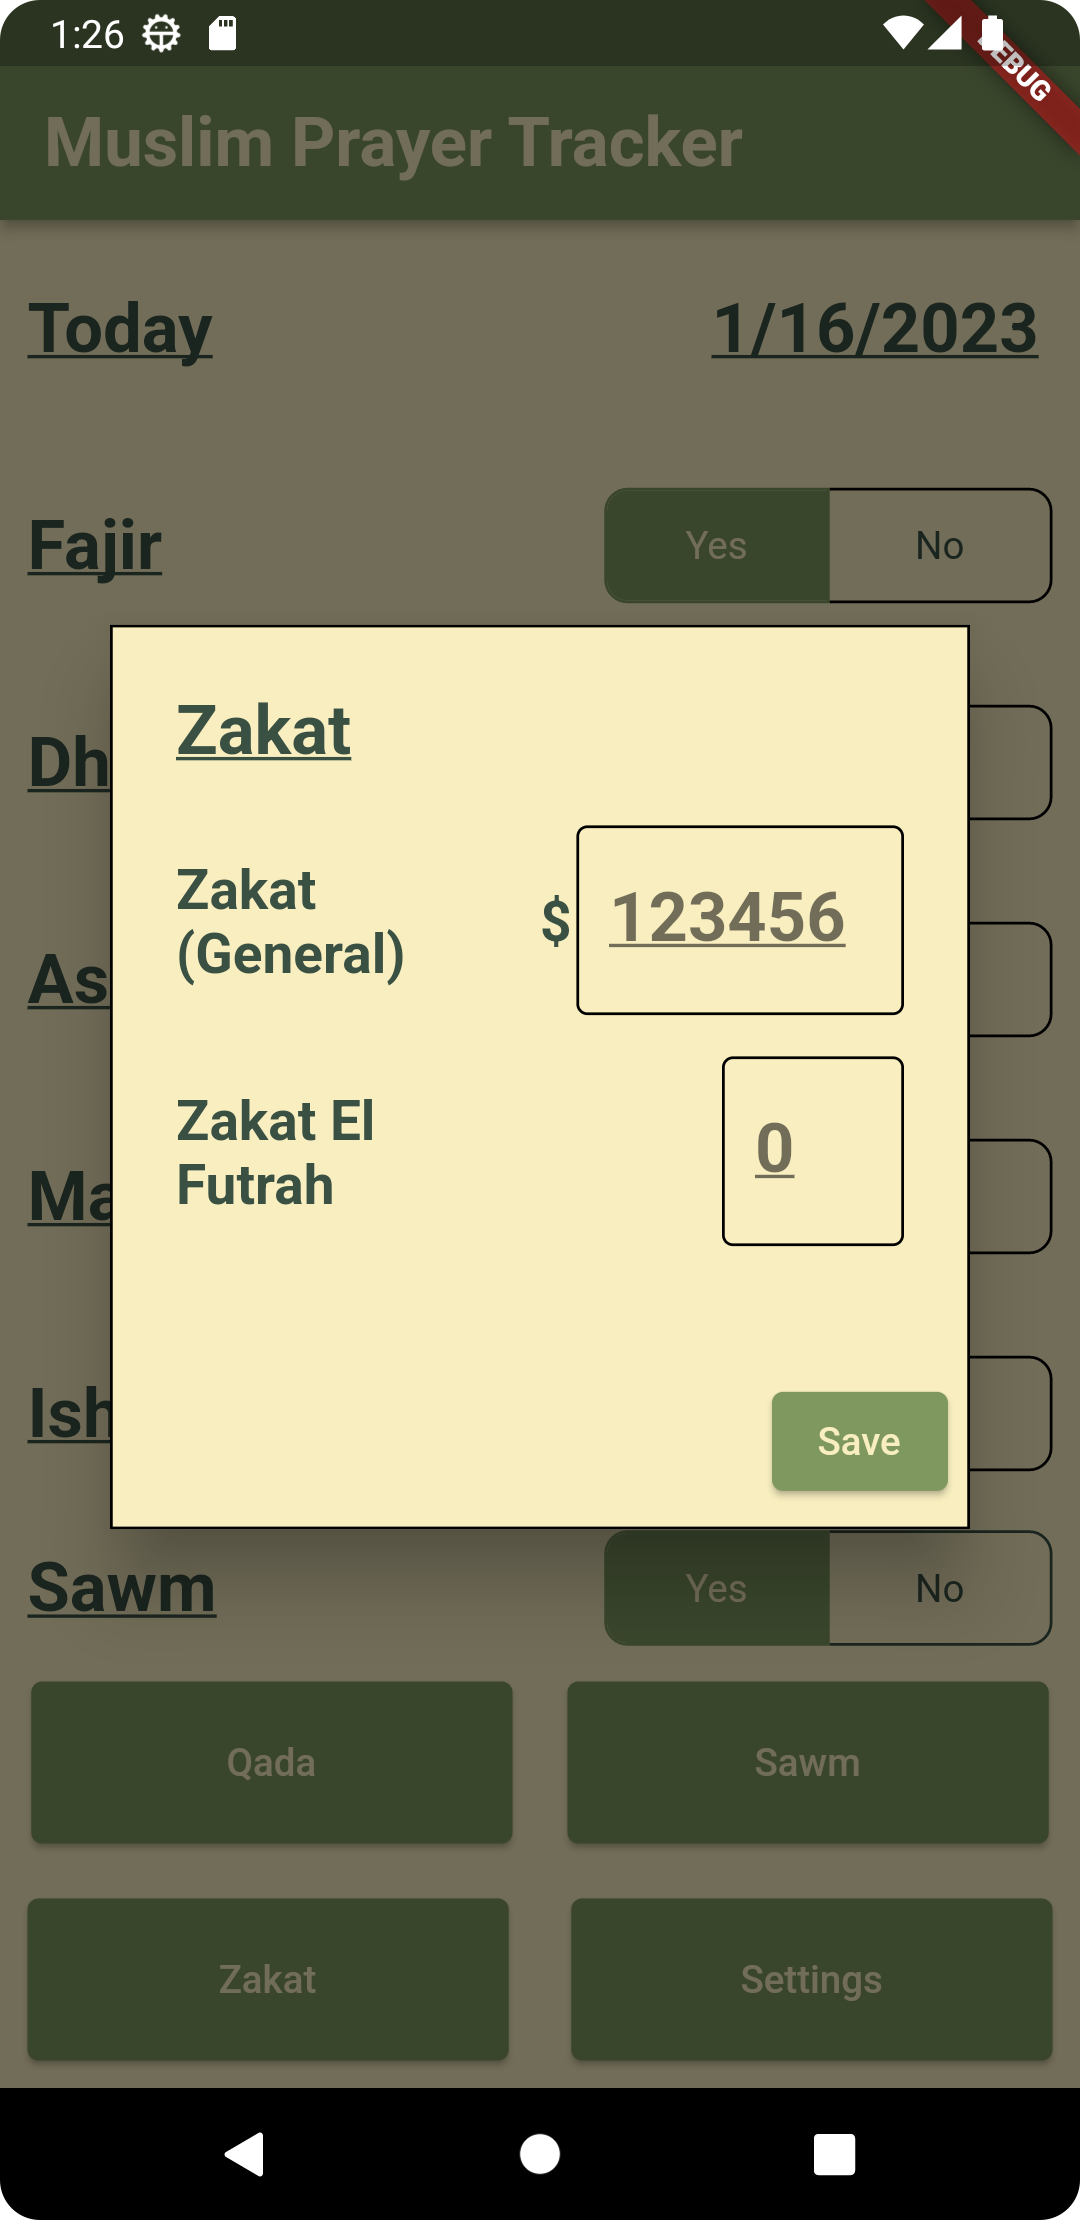 1:26
DEBUG
Muslim Prayer Tracker
Today 1/16/2023
Fajir Yes No
Zakat
Dh
Zakat (General) $ 123456
As
Zakat El Futrah 0
Ma
Ish
Save
Sawm Yes No
Qada Sawm
Zakat Settings